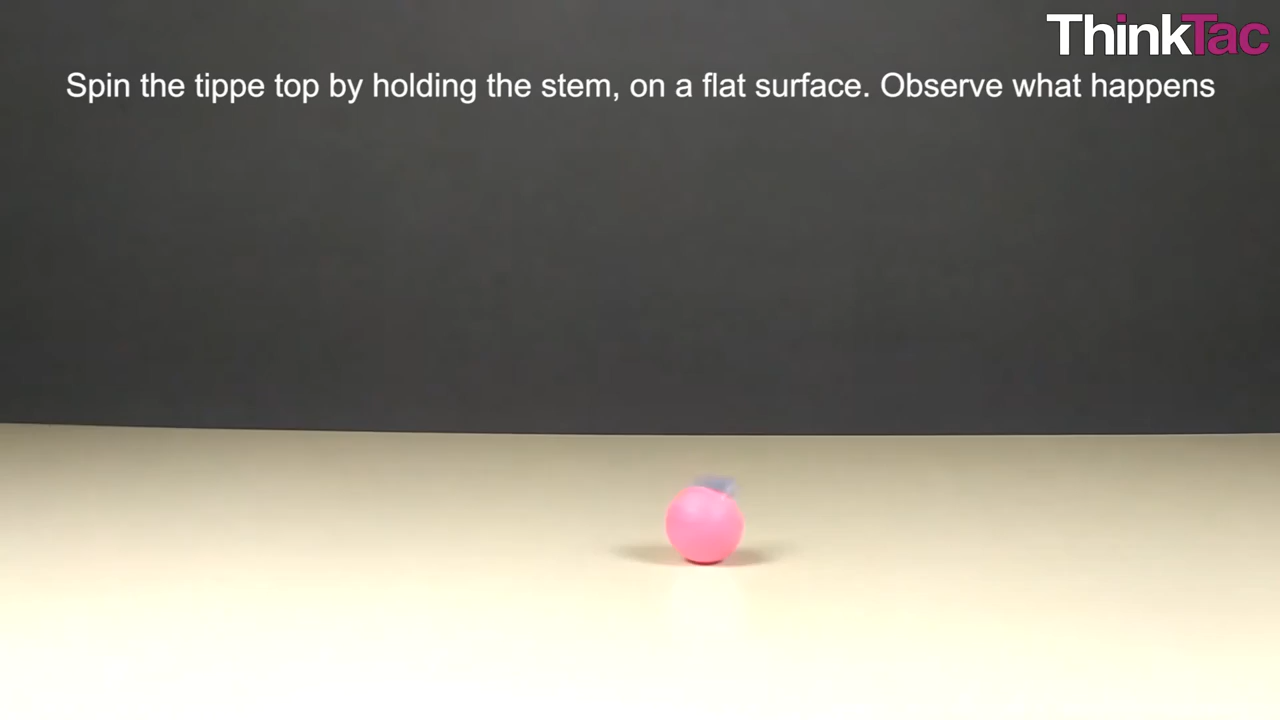 ThinkTac
Spin the tippe top by holding the stem, on a flat surface. Observe what happens